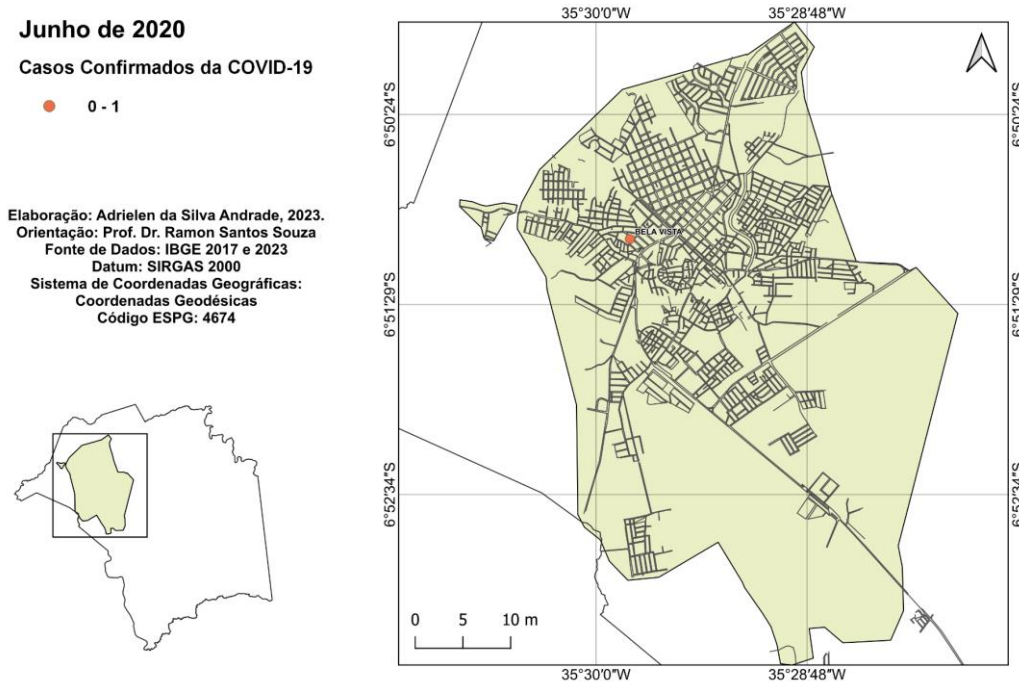 Junho de 2020
Casos Confirmados da COVID-19
0 - 1
Elaboração: Adrielen da Silva Andrade, 2023.
Orientação: Prof. Dr. Ramon Santos Souza
Fonte de Dados: IBGE 2017 e 2023
Datum: SIRGAS 2000
Sistema de Coordenadas Geográficas:
Coordenadas Geodésicas
Código ESPG: 4674
35°30′0″W 35°28′48″W
6°50′24″S 6°50′24″S
BELA VISTA
6°51′29″S 6°51′29″S
6°52′34″S 6°52′34″S
0 5 10 m
35°30′0″W 35°28′48″W